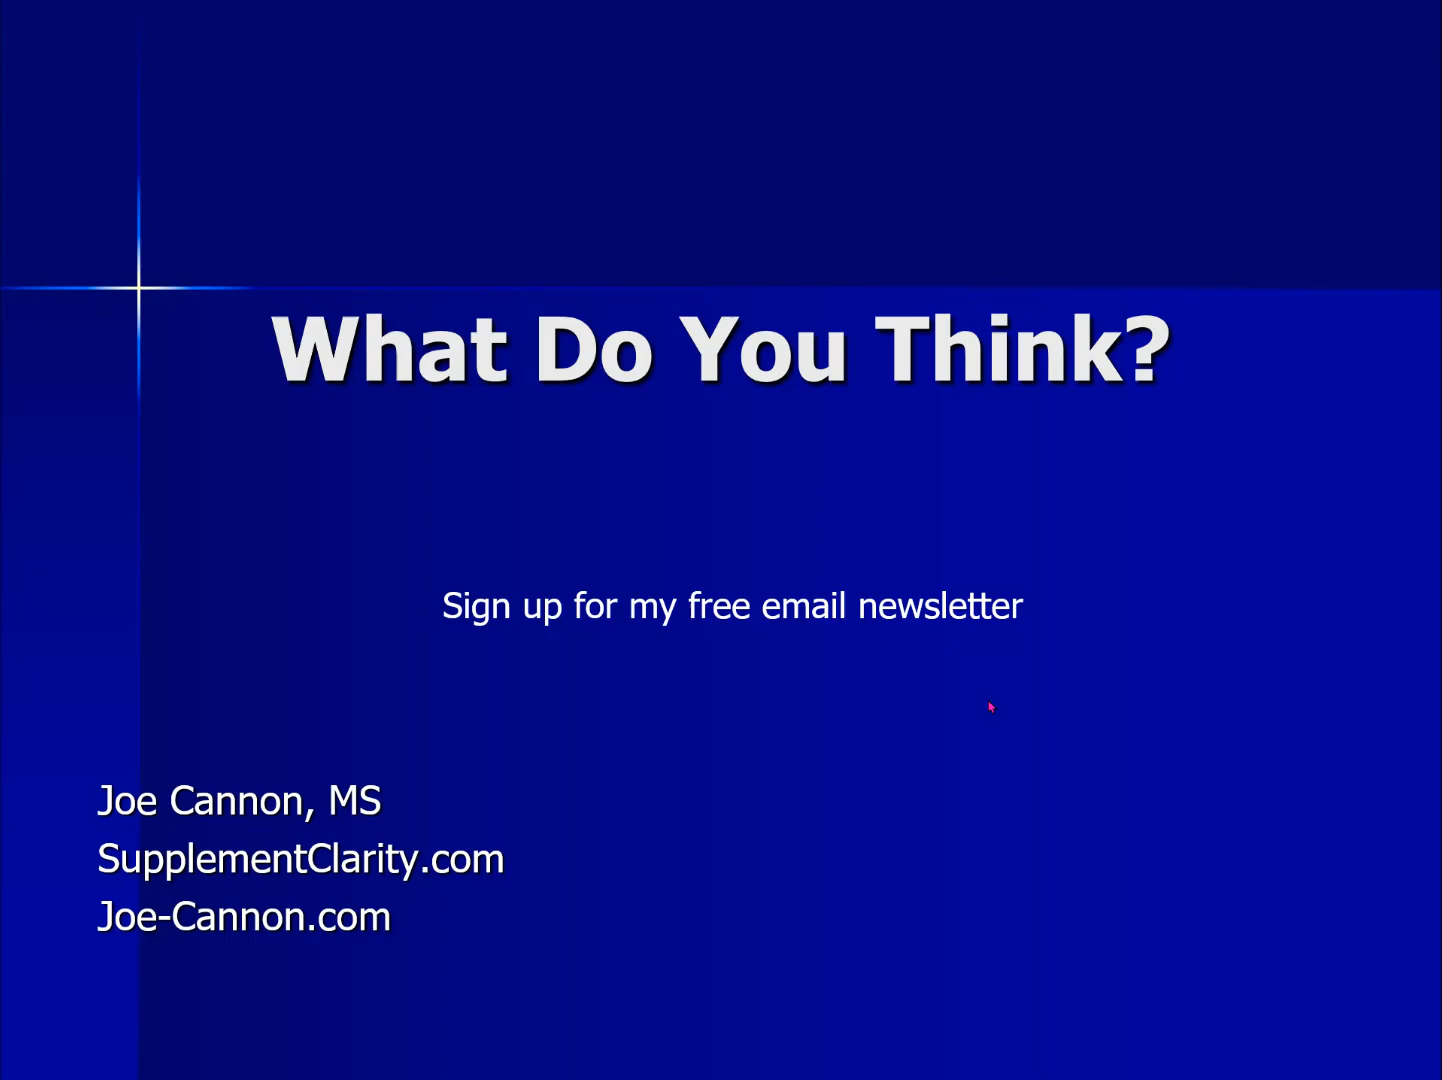 What Do You Think?
Sign up for my free email newsletter
Joe Cannon, MS
SupplementClarity.com
Joe-Cannon.com